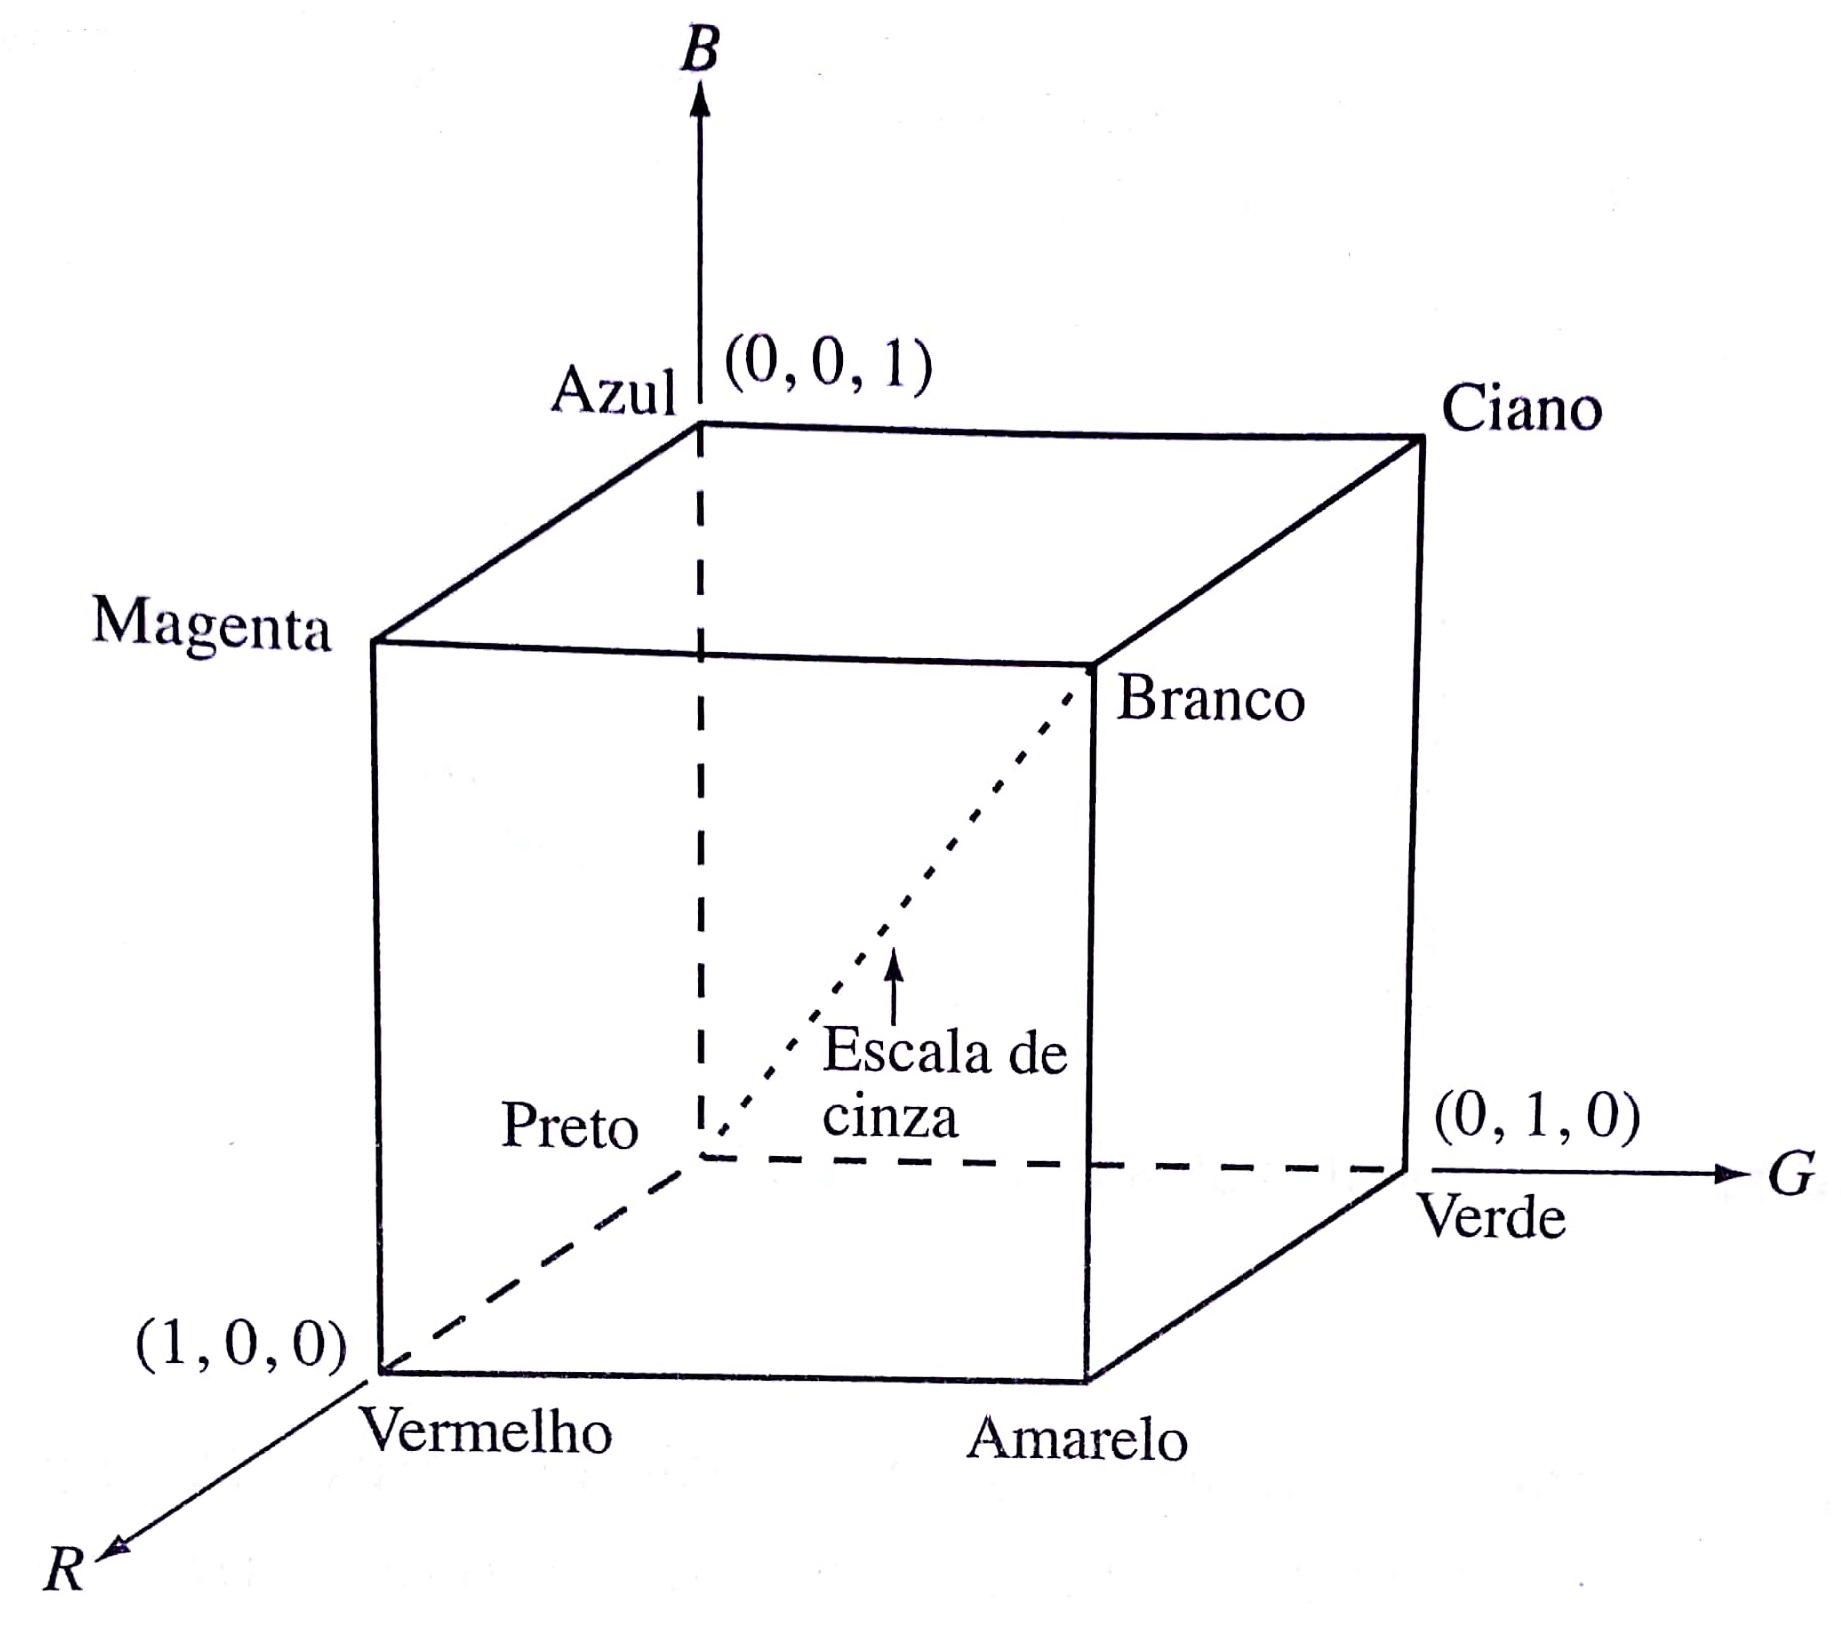 B
Azul
(0, 0, 1)
Ciano
Magenta
Branco
Escala de
cinza
Preto
(0, 1, 0)
G
Verde
(1, 0, 0)
Vermelho
Amarelo
R